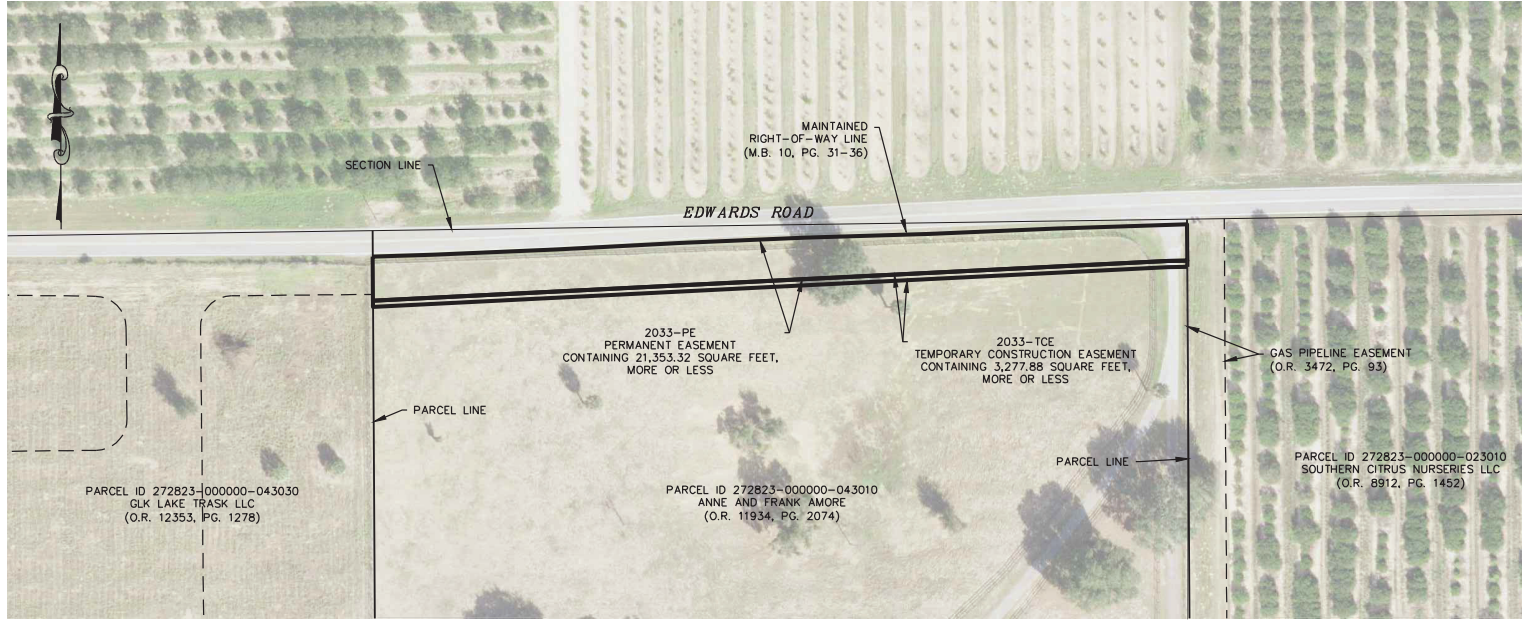 MAINTAINED
RIGHT-OF-WAY LINE
(M.B. 10, PG. 31-36)
SECTION LINE
EDWARDS ROAD
2033-PE
PERMANENT EASEMENT
CONTAINING 21,353.32 SQUARE FEET,
MORE OR LESS
2033-TCE
TEMPORARY CONSTRUCTION EASEMENT
CONTAINING 3,277.88 SQUARE FEET,
MORE OR LESS
GAS PIPELINE EASEMENT
(O.R. 3472, PG. 93)
PARCEL LINE
PARCEL LINE
PARCEL ID 272823-000000-043030
GLK LAKE TRASK LLC
(O.R. 12353, PG. 1278)
PARCEL ID 272823-000000-043010
ANNE AND FRANK AMORE
(O.R. 11934, PG. 2074)
PARCEL ID 272823-000000-023010
SOUTHERN CITRUS NURSERIES LLC
(O.R. 8912, PG. 1452)